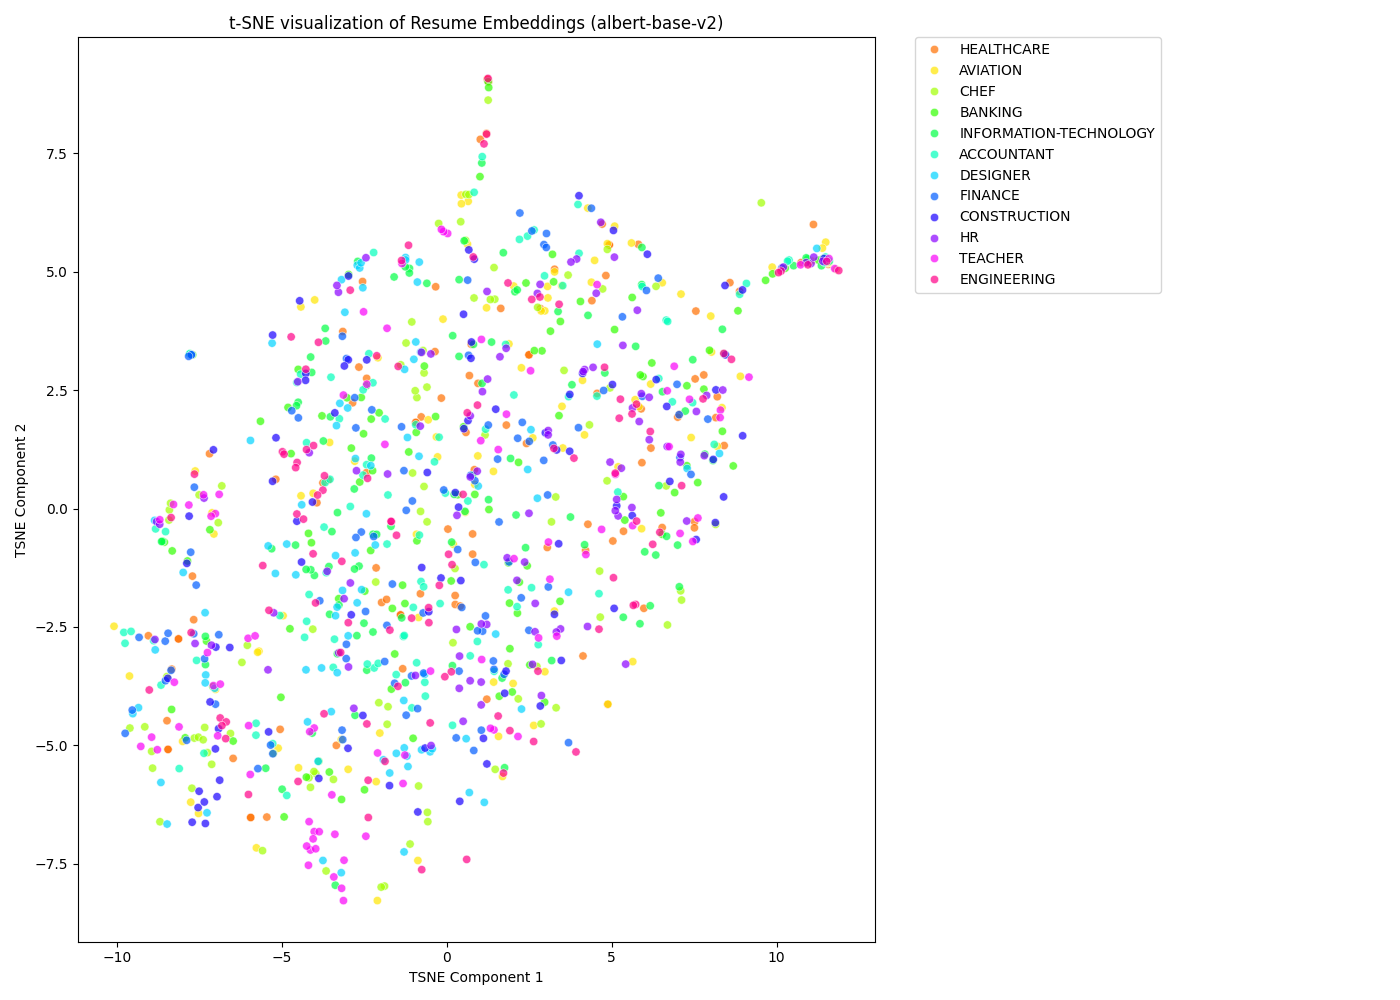 t-SNE visualization of Resume Embeddings (albert-base-v2)
HEALTHCARE
AVIATION
CHEF
BANKING
INFORMATION-TECHNOLOGY
ACCOUNTANT
DESIGNER
FINANCE
CONSTRUCTION
HR
TEACHER
ENGINEERING
TSNE Component 2
7.5
5.0
2.5
0.0
−2.5
−5.0
−7.5
−10
−5
0
5
10
TSNE Component 1